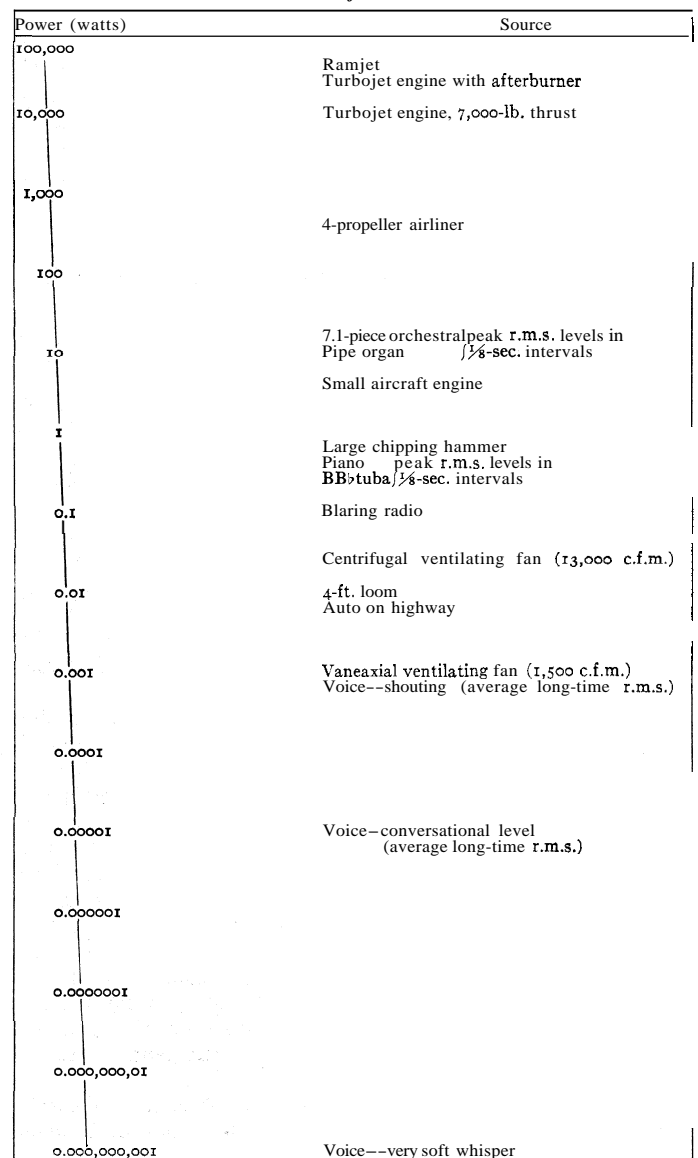 Power (watts) Source
100,000
Ramjet
Turbojet engine with afterburner
10,000 Turbojet engine, 7,000-lb. thrust
1,000
4-propeller airliner
100
7.1-piece orchestralpeak r.m.s. levels in
10 Pipe organ ∫⅛-sec. intervals
Small aircraft engine
1
Large chipping hammer
Piano peak r.m.s. levels in
BB♭tuba∫⅛-sec. intervals
0.1 Blaring radio
Centrifugal ventilating fan (13,000 c.f.m.)
0.01 4-ft. loom
Auto on highway
0.001 Vaneaxial ventilating fan (1,500 c.f.m.)
Voice--shouting (average long-time r.m.s.)
0.0001
0.00001 Voice–conversational level
(average long-time r.m.s.)
0.000001
0.0000001
0.000,000,01
0.000,000,001 Voice--very soft whisper